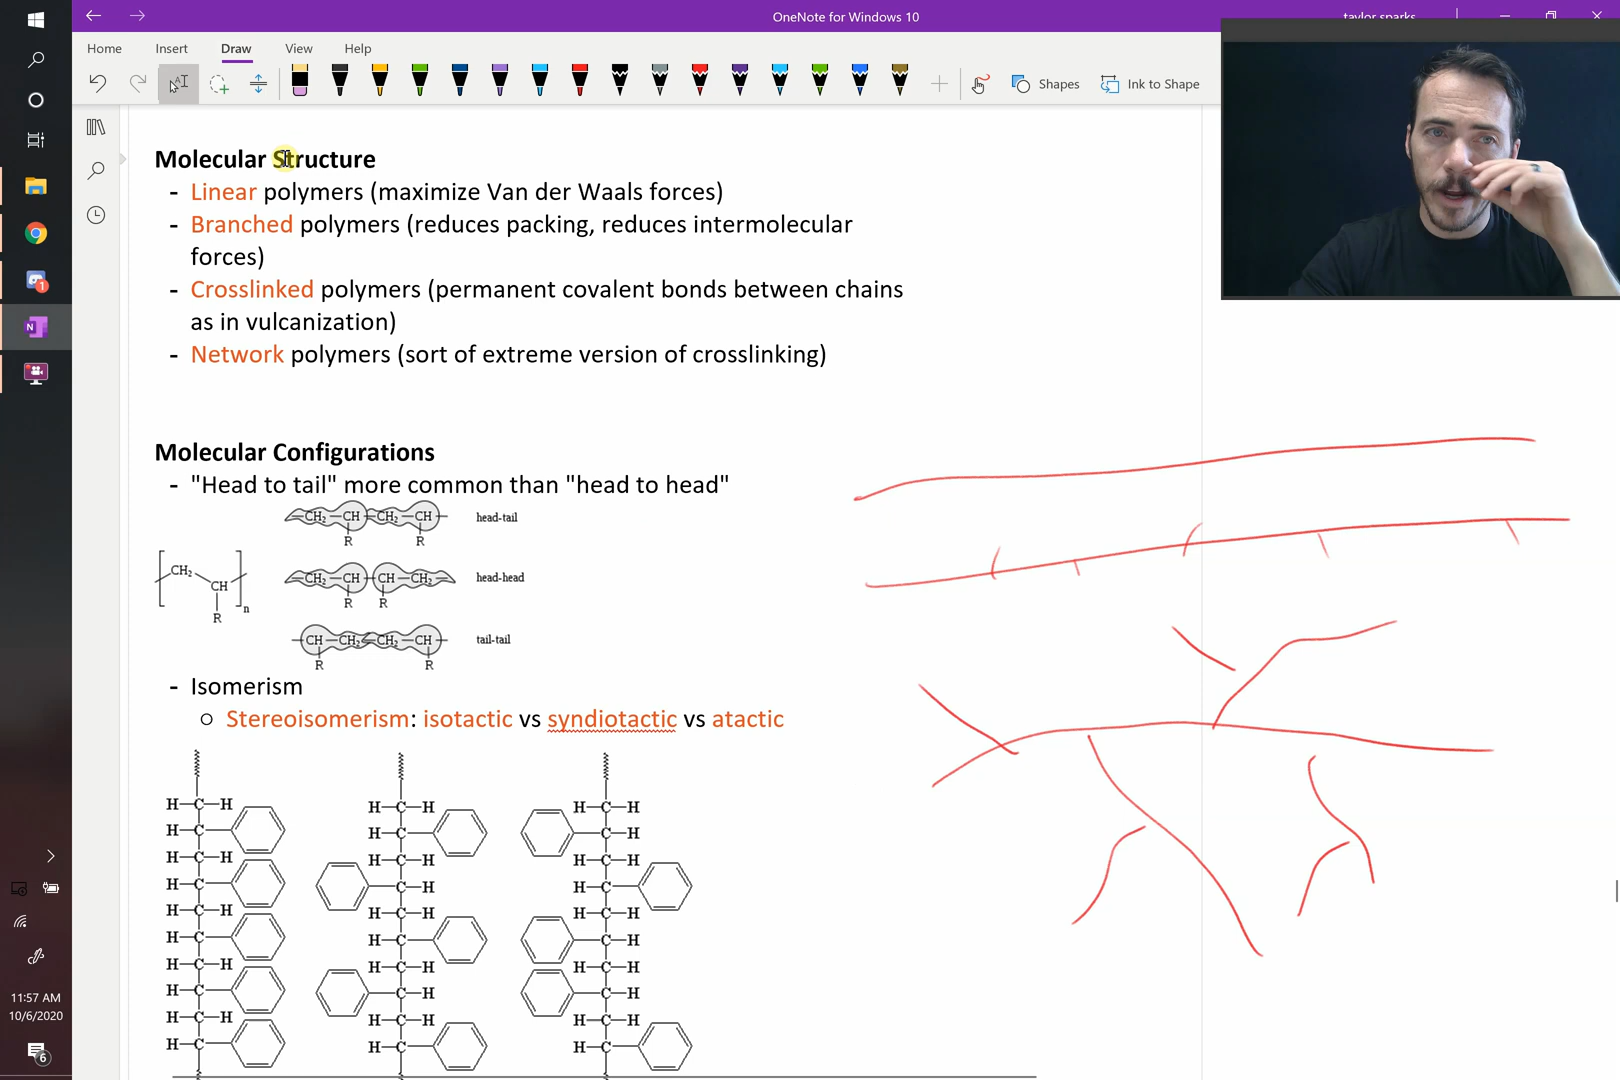 OneNote for Windows 10
taylor sparks
Home Insert Draw View Help
Shapes Ink to Shape
Molecular Structure
- Linear polymers (maximize Van der Waals forces)
- Branched polymers (reduces packing, reduces intermolecular
forces)
- Crosslinked polymers (permanent covalent bonds between chains
as in vulcanization)
- Network polymers (sort of extreme version of crosslinking)
Molecular Configurations
- "Head to tail" more common than "head to head"
CH₂ CH CH₂ CH head-tail
R R
CH₂ CH CH CH₂ head-head
R R
CH₂
CH
R
n
CH CH₂ CH₂ CH tail-tail
R R
- Isomerism
○ Stereoisomerism: isotactic vs syndiotactic vs atactic
H-C-H H-C-H H-C-H
H-C H-C C-H
H-C-H H-C-H H-C-H
H-C C-H H-C
H-C-H H-C-H H-C-H
H-C H-C C-H
H-C-H H-C-H H-C-H
H-C C-H C-H
H-C-H H-C-H H-C-H
H-C H-C H-C
11:57 AM
10/6/2020
6